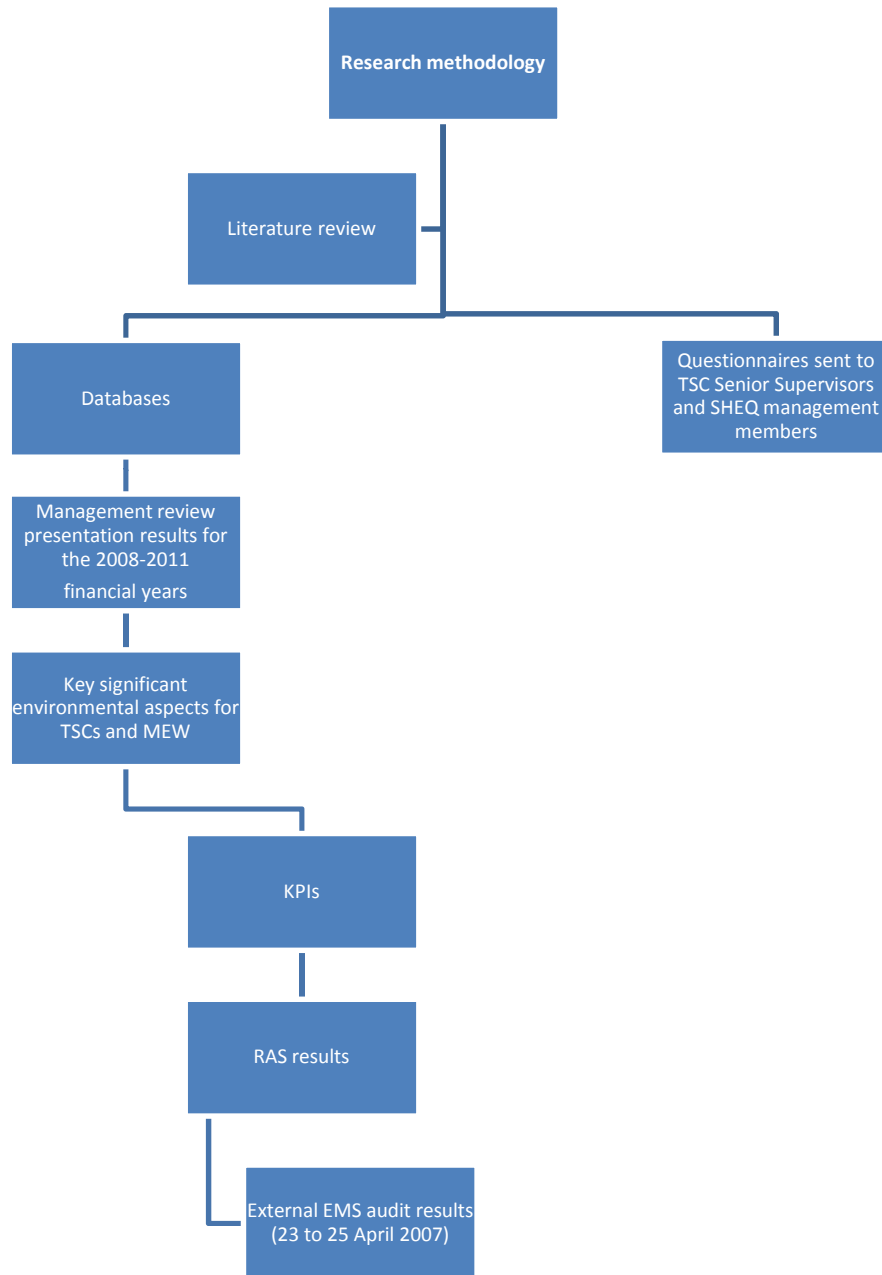 Research methodology
Literature review
Databases
Questionnaires sent to
TSC Senior Supervisors
and SHEQ management
members
Management review
presentation results for
the 2008-2011
financial years
Key significant
environmental aspects for
TSCs and MEW
KPIs
RAS results
External EMS audit results
(23 to 25 April 2007)